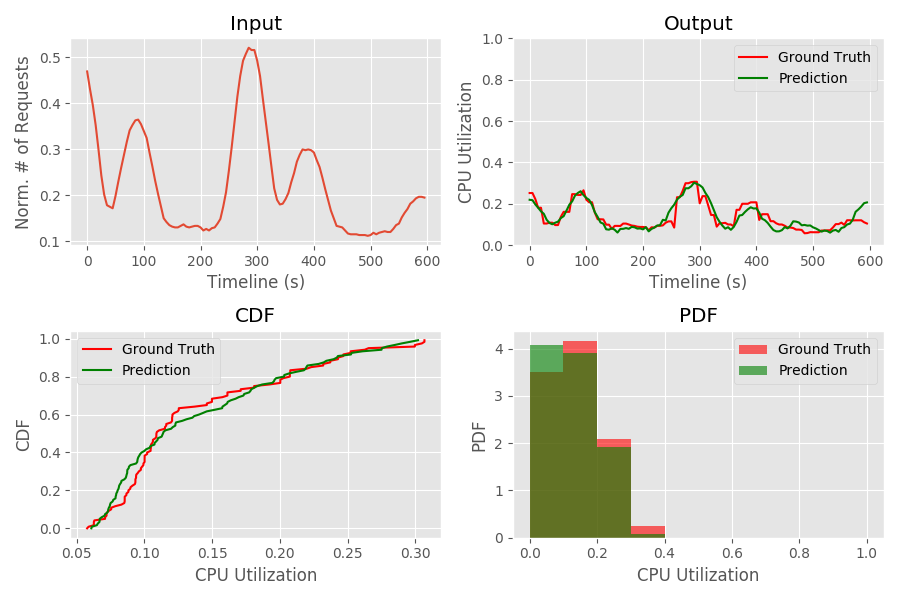 Input
Norm. # of Requests
0.5
0.4
0.3
0.2
0.1
0 100 200 300 400 500 600
Timeline (s)
Output
CPU Utilization
1.0
0.8
0.6
0.4
0.2
0.0
Ground Truth
Prediction
0 100 200 300 400 500 600
Timeline (s)
CDF
CDF
1.0
0.8
0.6
0.4
0.2
0.0
Ground Truth
Prediction
0.05 0.10 0.15 0.20 0.25 0.30
CPU Utilization
PDF
PDF
4
3
2
1
0
Ground Truth
Prediction
0.0 0.2 0.4 0.6 0.8 1.0
CPU Utilization